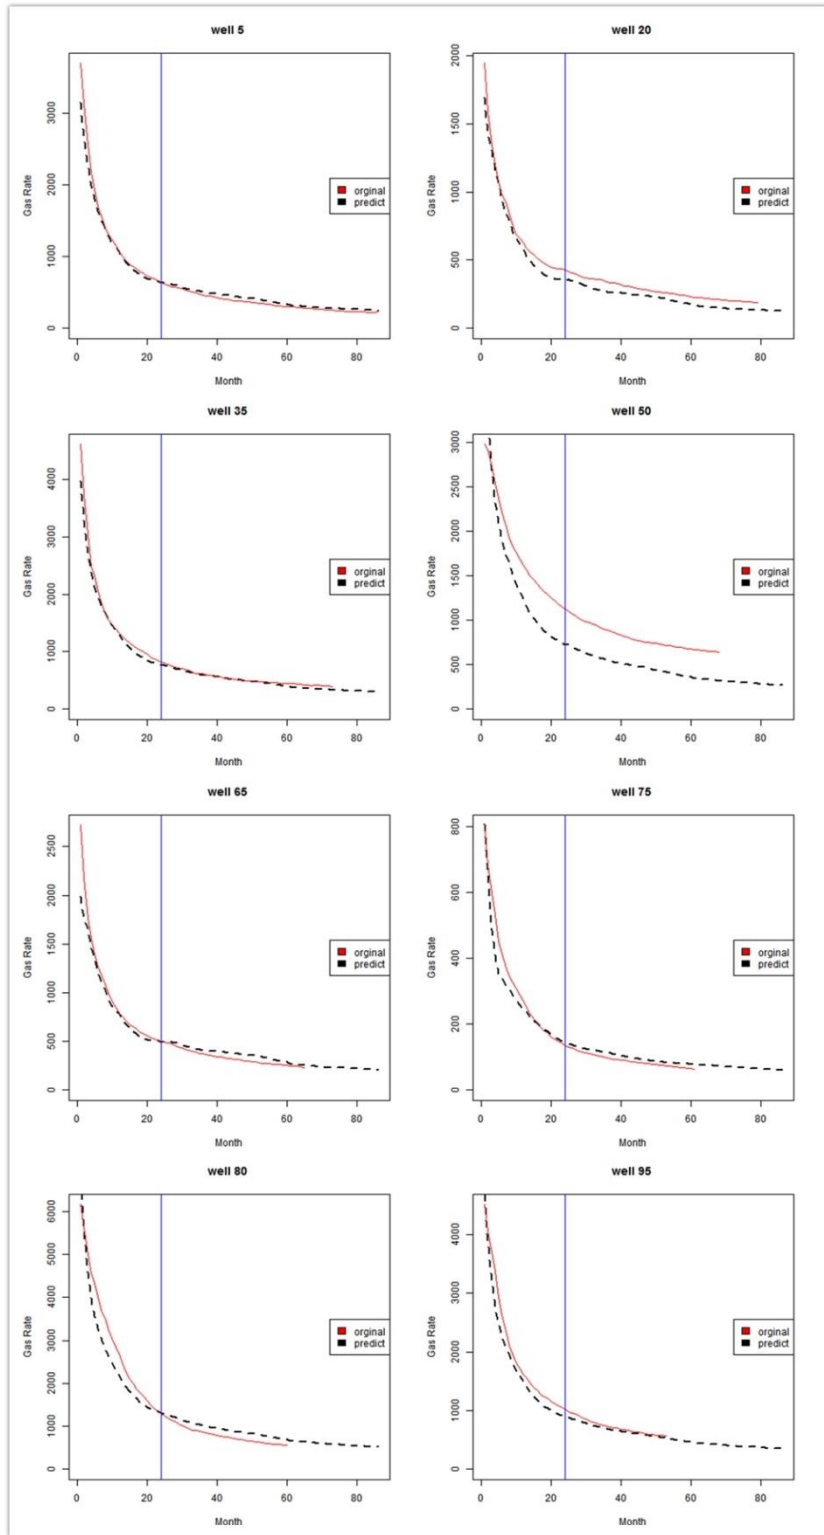 well 5
3000
2000
1000
0
Gas Rate
orginal
predict
0 20 40 60 80
Month
well 20
2000
1500
1000
500
0
Gas Rate
orginal
predict
0 20 40 60 80
Month
well 35
4000
3000
2000
1000
0
Gas Rate
orginal
predict
0 20 40 60 80
Month
well 50
3000
2500
2000
1500
1000
500
0
Gas Rate
orginal
predict
0 20 40 60 80
Month
well 65
2500
2000
1500
1000
500
0
Gas Rate
orginal
predict
0 20 40 60 80
Month
well 75
800
600
400
200
0
Gas Rate
orginal
predict
0 20 40 60 80
Month
well 80
6000
5000
4000
3000
2000
1000
0
Gas Rate
orginal
predict
0 20 40 60 80
Month
well 95
4000
3000
2000
1000
0
Gas Rate
orginal
predict
0 20 40 60 80
Month